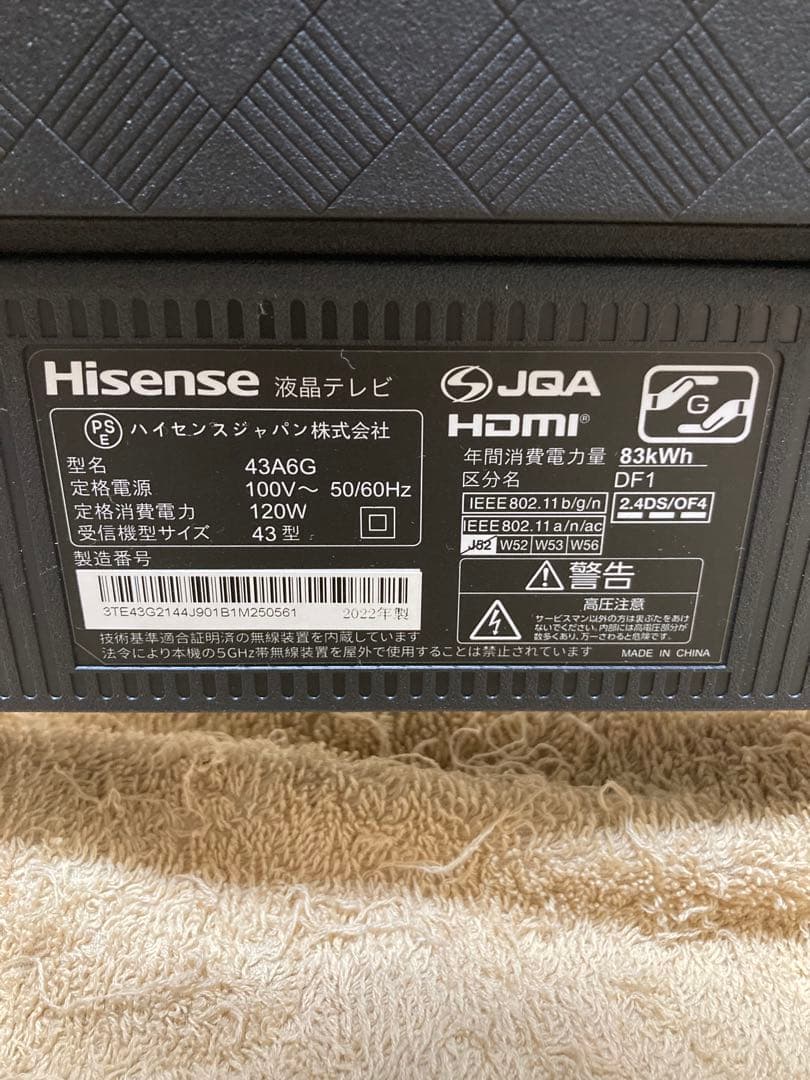 Hisense 液晶テレビ
PS E ハイセンスジャパン株式会社
型名 43A6G
定格電源 100V～ 50/60Hz
定格消費電力 120W
受信機型サイズ 43 型
製造番号
3TE43G2144J901B1M250561 2022年製
技術基準適合証明済の無線装置を内蔵しています
法令により本機の5GHz帯無線装置を屋外で使用することは禁止されています
JQA
HDMI®
G
年間消費電力量 83kWh
区分名 DF1
IEEE802.11b/g/n 2.4DS/OF4
IEEE802.11a/n/ac
J52 W52 W53 W56
警告
高圧注意
サービスマン以外の方は裏ぶたをあけ
ないでください。内部には高電圧部分が
数多くあり、万一さわると危険です。
MADE IN CHINA